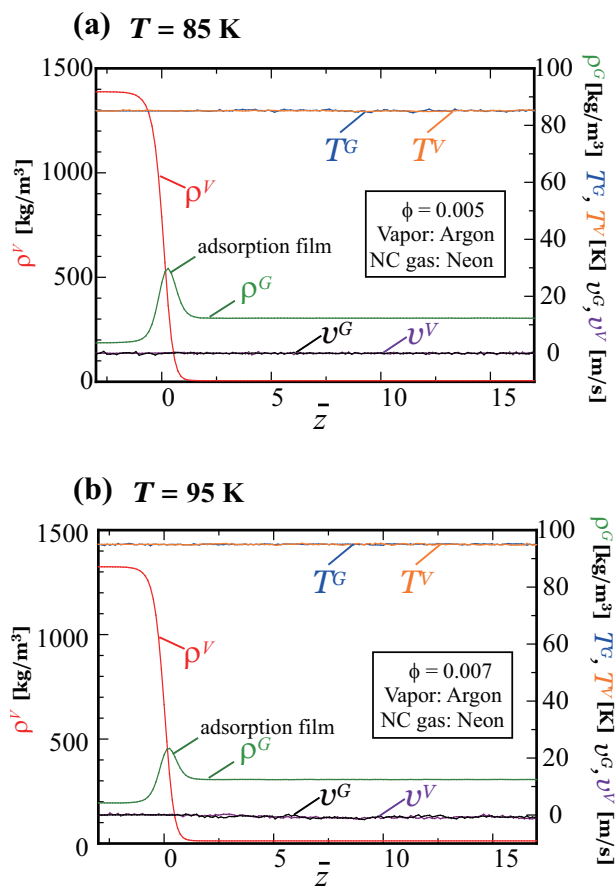 (a) T = 85 K
1500
1000
500
0
ρV [kg/m³]
100
80
60
40
20
0
ρG [kg/m³] TG, TV [K] υG, υV [m/s]
TG TV
ρV
ϕ = 0.005
Vapor: Argon
NC gas: Neon
adsorption film
ρG
υG υV
0 5 10 15
z̄
(b) T = 95 K
1500
1000
500
0
ρV [kg/m³]
100
80
60
40
20
0
ρG [kg/m³] TG, TV [K] υG, υV [m/s]
TG TV
ρV
ϕ = 0.007
Vapor: Argon
NC gas: Neon
adsorption film
ρG
υG υV
0 5 10 15
z̄